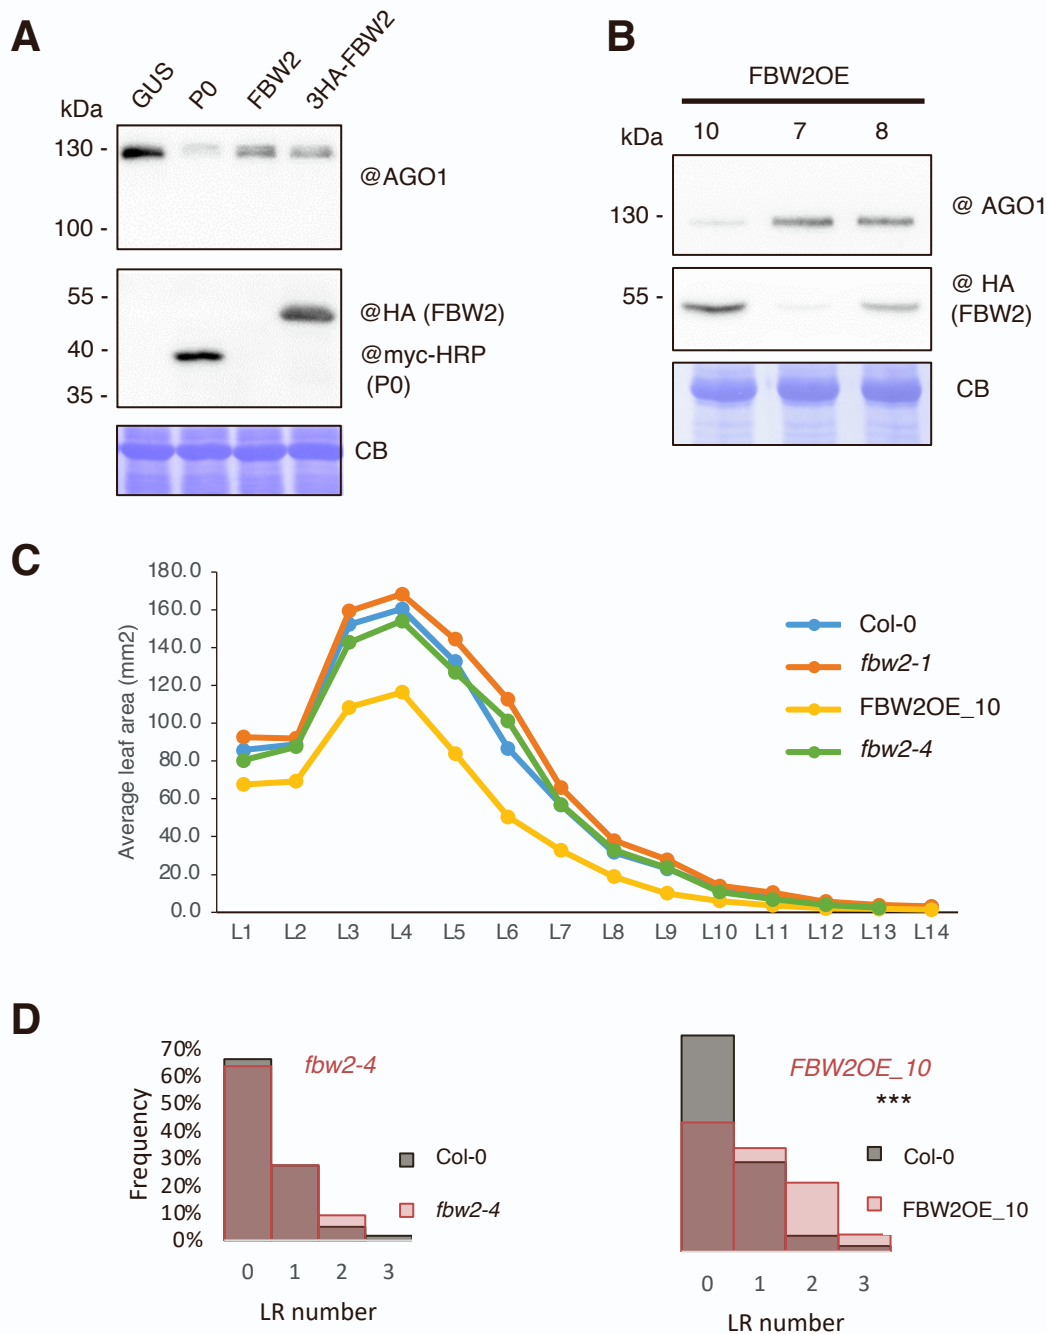 A
GUS
P0
FBW2
3HA-FBW2
kDa
130 -
@AGO1
100 -
55 -
@HA (FBW2)
40 -
@myc-HRP
(P0)
35 -
CB
B
FBW2OE
kDa
10
7
8
130 -
@ AGO1
55 -
@ HA
(FBW2)
CB
C
Average leaf area (mm2)
180.0
160.0
140.0
120.0
100.0
80.0
60.0
40.0
20.0
0.0
L1 L2 L3 L4 L5 L6 L7 L8 L9 L10 L11 L12 L13 L14
Col-0
fbw2-1
FBW2OE_10
fbw2-4
D
Frequency
70%
60%
50%
40%
30%
20%
10%
0%
fbw2-4
Col-0
fbw2-4
0 1 2 3
LR number
FBW2OE_10
***
Col-0
FBW2OE_10
0 1 2 3
LR number